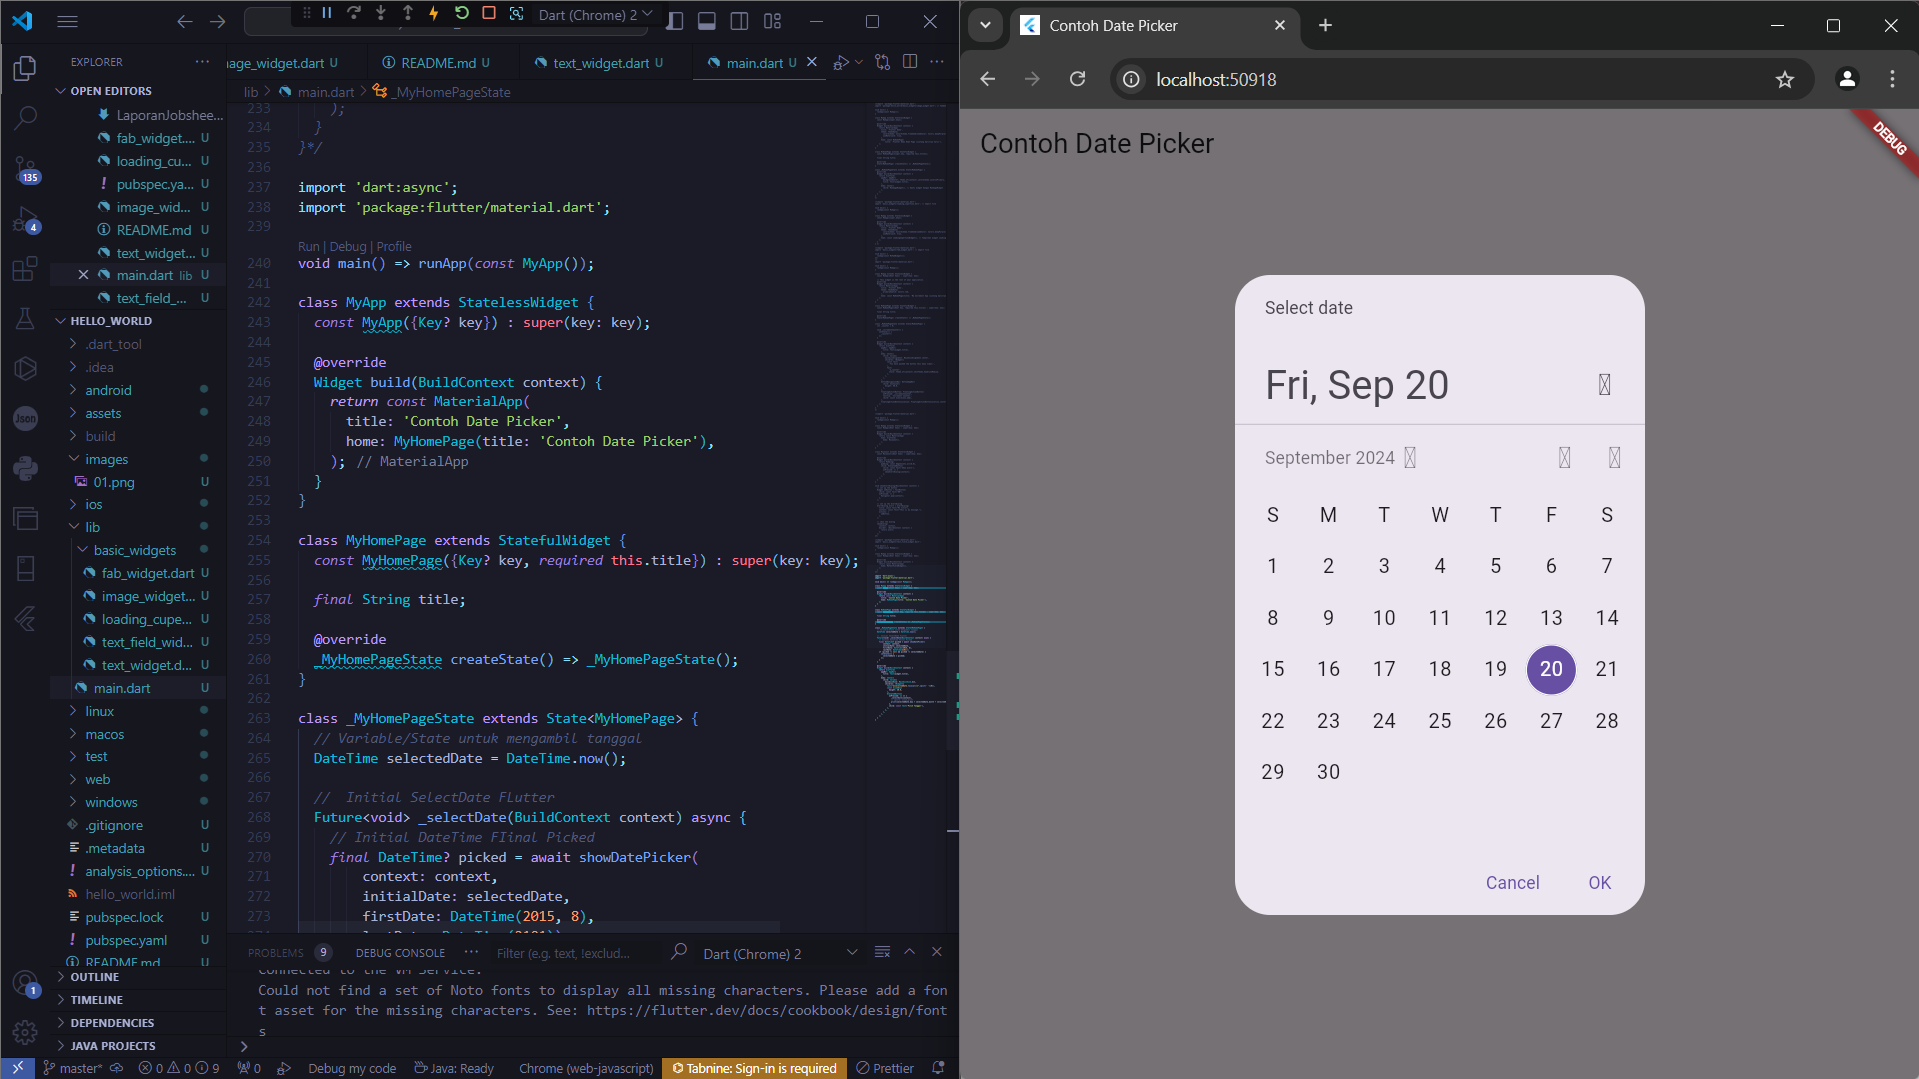 Dart (Chrome) 2
EXPLORER
OPEN EDITORS
LaporanJobshee...
fab_widget.... U
loading_cu... U
pubspec.ya... U
image_wid... U
README.md U
text_widget... U
main.dart lib U
text_field_... U
HELLO_WORLD
.dart_tool
.idea
android
assets
build
images
01.png U
ios
lib
basic_widgets
fab_widget.dart U
image_widget... U
loading_cupe... U
text_field_wid... U
text_widget.d... U
main.dart U
linux
macos
test
web
windows
.gitignore U
.metadata U
analysis_options.... U
hello_world.iml
pubspec.lock U
pubspec.yaml U
README.md U
OUTLINE
TIMELINE
DEPENDENCIES
JAVA PROJECTS
135
4
Json
1
mage_widget.dart U
README.md U
text_widget.dart U
main.dart U
lib > main.dart > _MyHomePageState
233 );
234 }
235 }*/
236
237 import 'dart:async';
238 import 'package:flutter/material.dart';
239
Run | Debug | Profile
240 void main() => runApp(const MyApp());
241
242 class MyApp extends StatelessWidget {
243 const MyApp({Key? key}) : super(key: key);
244
245 @override
246 Widget build(BuildContext context) {
247 return const MaterialApp(
248 title: 'Contoh Date Picker',
249 home: MyHomePage(title: 'Contoh Date Picker'),
250 ); // MaterialApp
251 }
252 }
253
254 class MyHomePage extends StatefulWidget {
255 const MyHomePage({Key? key, required this.title}) : super(key: key);
256
257 final String title;
258
259 @override
260 _MyHomePageState createState() => _MyHomePageState();
261 }
262
263 class _MyHomePageState extends State<MyHomePage> {
264 // Variable/State untuk mengambil tanggal
265 DateTime selectedDate = DateTime.now();
266
267 //  Initial SelectDate FLutter
268 Future<void> _selectDate(BuildContext context) async {
269 // Initial DateTime FIinal Picked
270 final DateTime? picked = await showDatePicker(
271 context: context,
272 initialDate: selectedDate,
273 firstDate: DateTime(2015, 8),
PROBLEMS 9 DEBUG CONSOLE ... Filter (e.g. text, !exclud... Dart (Chrome) 2
Connected to the VM Service.
Could not find a set of Noto fonts to display all missing characters. Please add a fon
t asset for the missing characters. See: https://flutter.dev/docs/cookbook/design/font
s
master* 0 0 9 0 Debug my code Java: Ready Chrome (web-javascript) Tabnine: Sign-in is required Prettier
Contoh Date Picker
localhost:50918
Contoh Date Picker
DEBUG
Select date
Fri, Sep 20
September 2024
S M T W T F S
1 2 3 4 5 6 7
8 9 10 11 12 13 14
15 16 17 18 19 20 21
22 23 24 25 26 27 28
29 30
Cancel OK